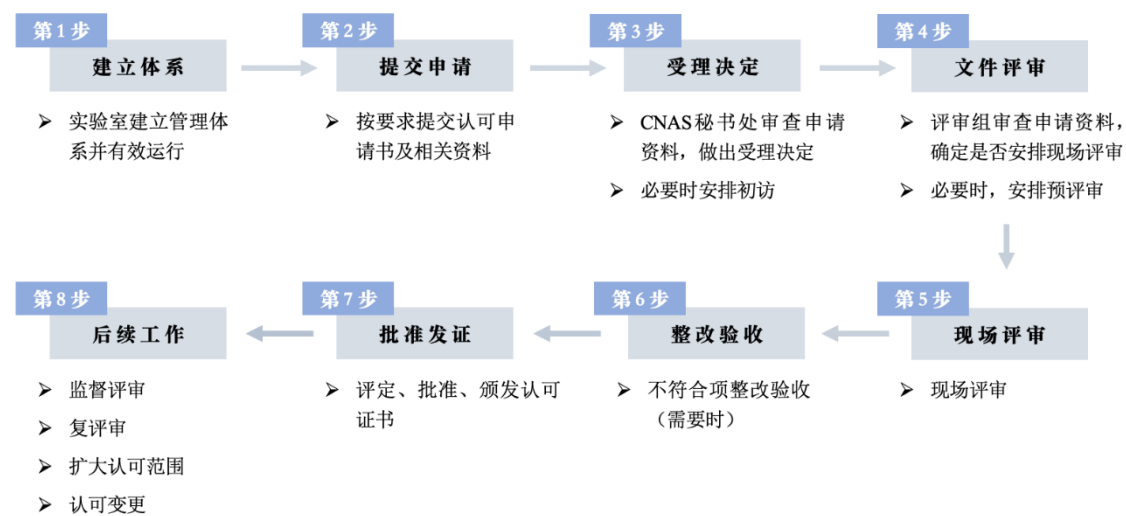 第1步
建立体系
➢ 实验室建立管理体
系并有效运行
第2步
提交申请
➢ 按要求提交认可申
请书及相关资料
第3步
受理决定
➢ CNAS秘书处审查申请
资料，做出受理决定
➢ 必要时安排初访
第4步
文件评审
➢ 评审组审查申请资料，
确定是否安排现场评审
➢ 必要时，安排预评审
第5步
现场评审
➢ 现场评审
第6步
整改验收
➢ 不符合项整改验收
（需要时）
第7步
批准发证
➢ 评定、批准、颁发认可
证书
第8步
后续工作
➢ 监督评审
➢ 复评审
➢ 扩大认可范围
➢ 认可变更